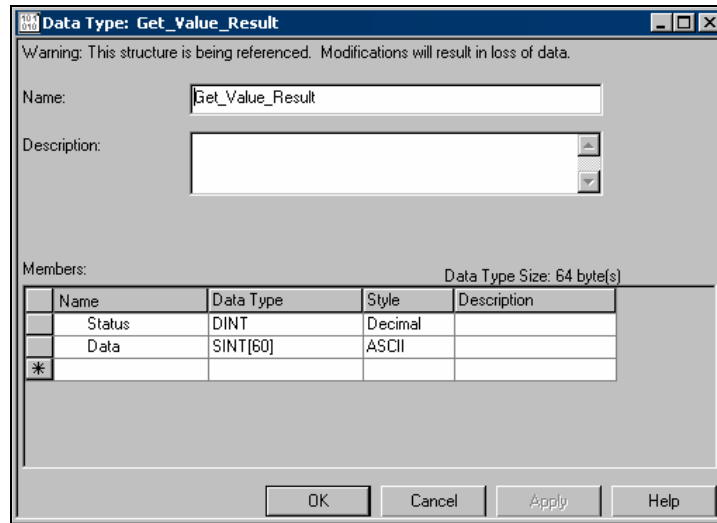 Data Type: Get_Value_Result
Warning: This structure is being referenced. Modifications will result in loss of data.
Name: Get_Value_Result
Description:
Members: Data Type Size: 64 byte(s)
Name Data Type Style Description
Status DINT Decimal
Data SINT[60] ASCII
OK Cancel Apply Help